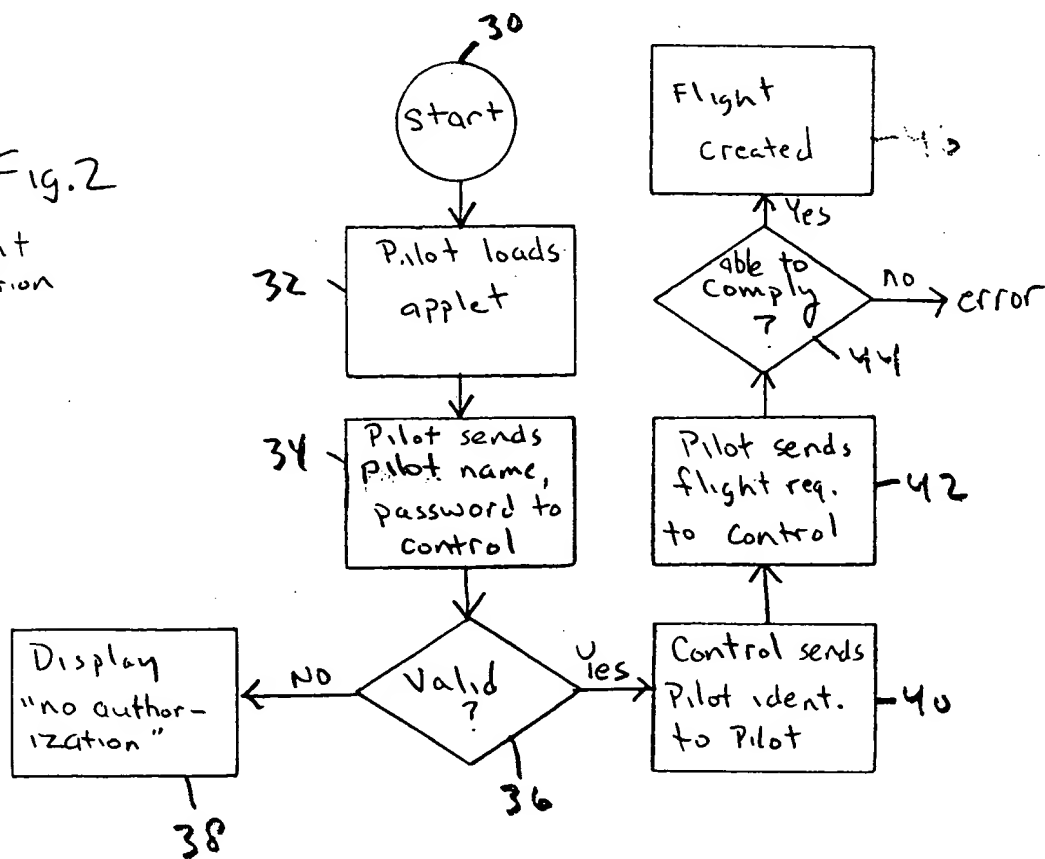 Fig.2
30
Start
32
Pilot loads
applet
34
Pilot sends
pilot name,
password to
control
Valid
?
36
NO
Display
"no author-
ization"
38
Yes
Control sends
Pilot ident.
to Pilot
40
Pilot sends
flight req.
to Control
42
able to
Comply
?
44
no
error
Yes
Flight
created